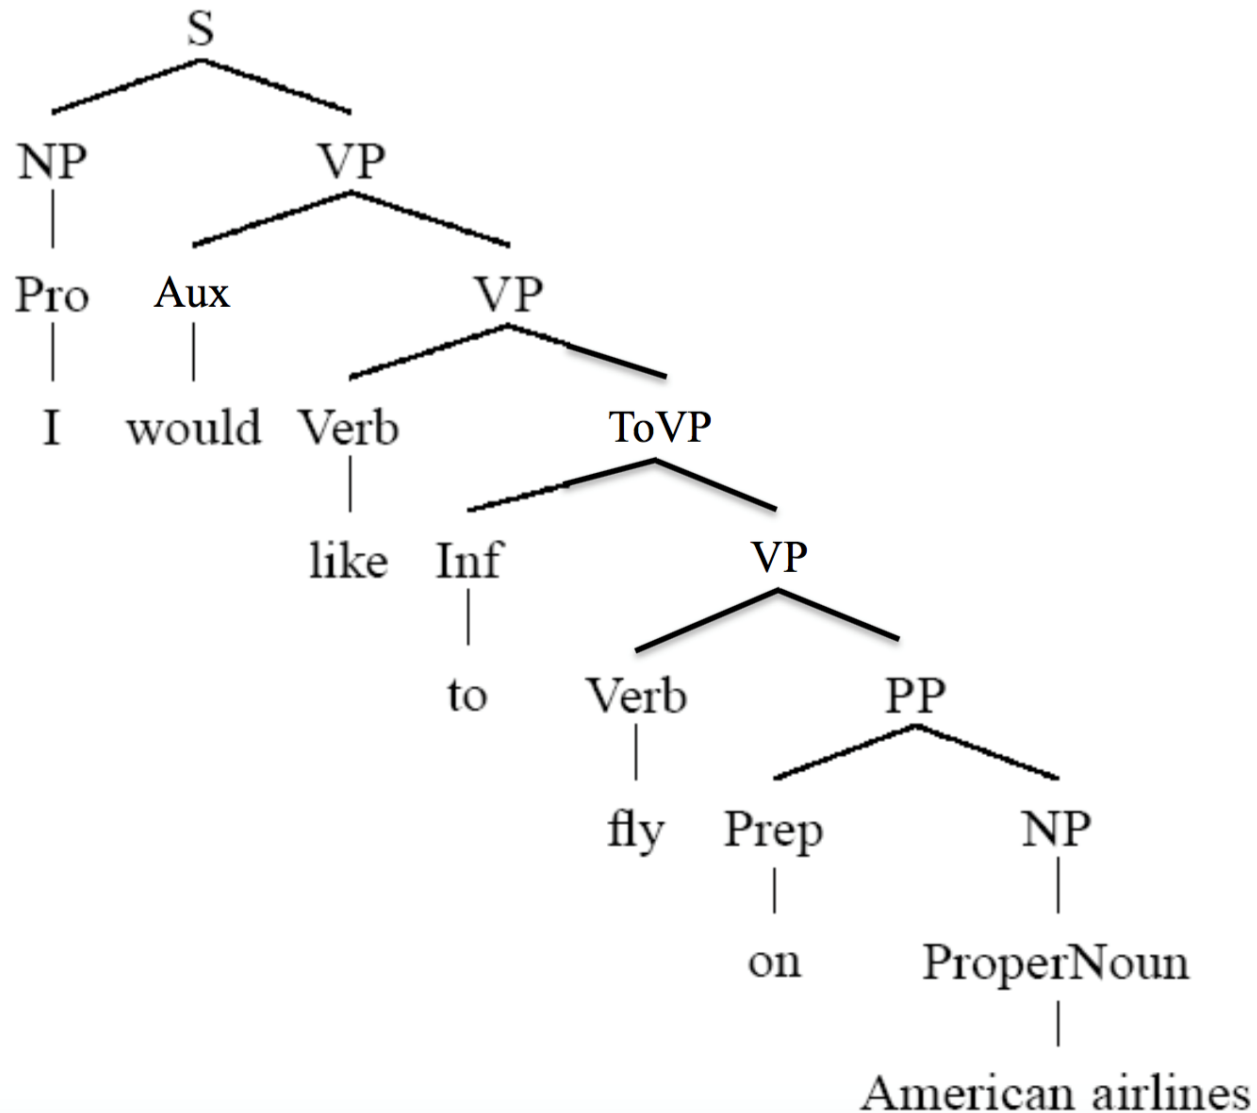 S
NP VP
Pro Aux VP
I would Verb ToVP
like Inf VP
to Verb PP
fly Prep NP
on ProperNoun
American airlines